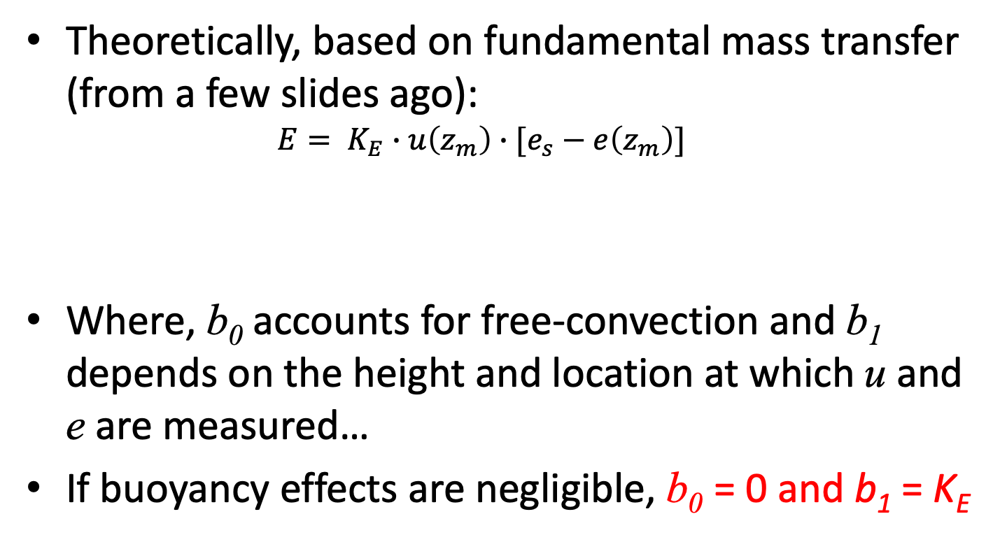 • Theoretically, based on fundamental mass transfer
(from a few slides ago):
E = K_E · u(z_m) · [e_s − e(z_m)]
• Where, b_0 accounts for free-convection and b_1
depends on the height and location at which u and
e are measured…
• If buoyancy effects are negligible, b_0 = 0 and b_1 = K_E